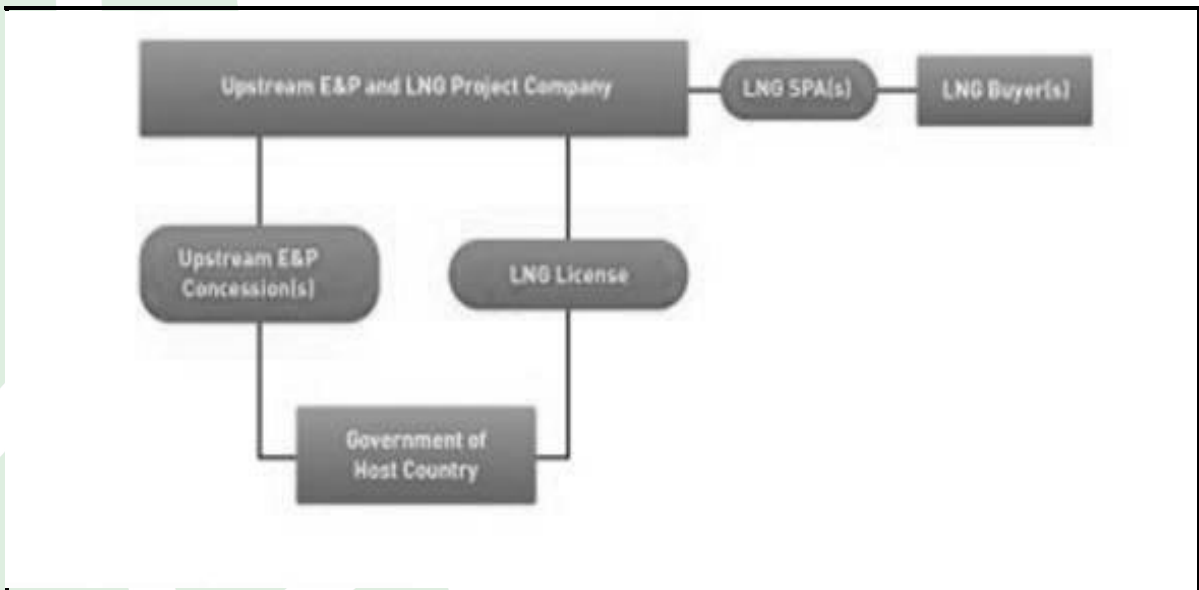 Upstream E&P and LNG Project Company
LNG SPA(s)
LNG Buyer(s)
Upstream E&P
Concession(s)
LNG License
Government of
Host Country